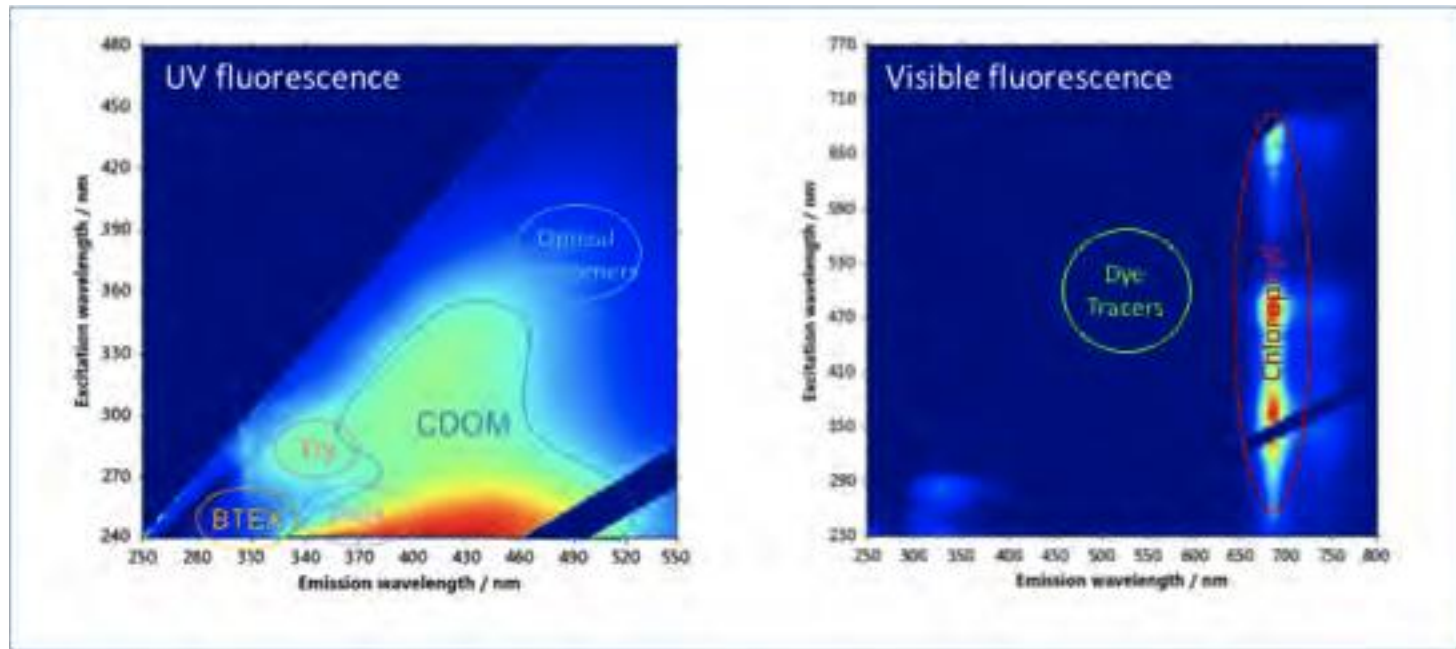 UV fluorescence
480
450
420
390
360
330
300
270
240
Excitation wavelength / nm
Optical
CDOM
Try
BTEX
250 280 310 340 370 400 430 460 490 520 550
Emission wavelength / nm
Visible fluorescence
770
710
650
590
530
470
410
350
290
230
Excitation wavelength / nm
Dye
Tracers
Chlorophyll
250 300 350 400 450 500 550 600 650 700 750 800
Emission wavelength / nm